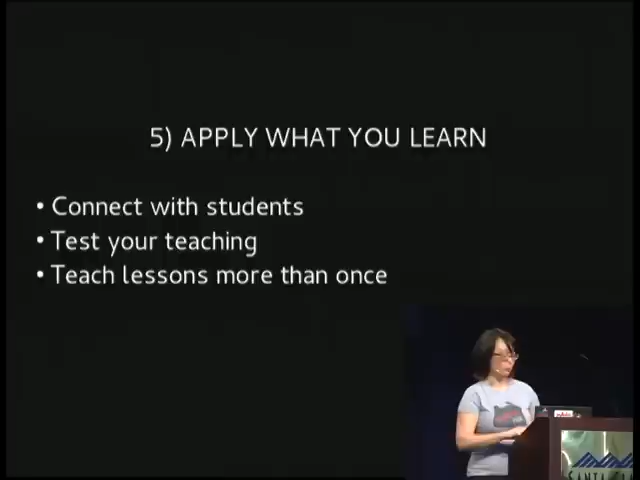 5) APPLY WHAT YOU LEARN
• Connect with students
• Test your teaching
• Teach lessons more than once